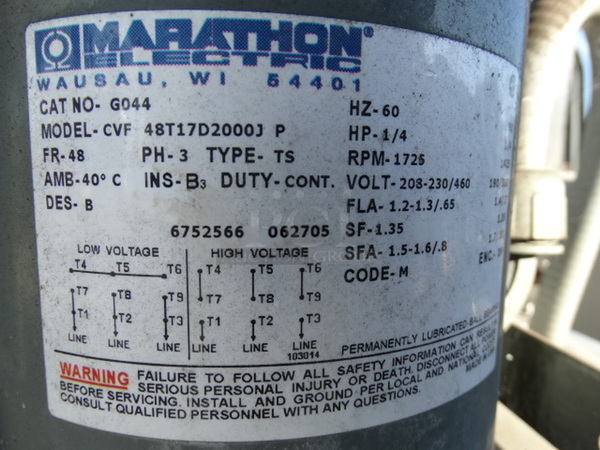 MARATHON®
ELECTRIC
WAUSAU, WI 54401
CAT NO- G044
MODEL-CVF 48T17D2000J P
FR-48 PH-3 TYPE-TS
AMB-40°C INS-B3 DUTY-CONT.
DES-B
6752566 062705
HZ-60
HP-1/4
RPM-1725
VOLT-208-230/460
FLA-1.2-1.3/.65
SF-1.35
SFA-1.5-1.6/.8
CODE-M
LOW VOLTAGE HIGH VOLTAGE
T4 T5 T6 T4 T5 T6
T7 T8 T9 T7 T8 T9
T1 T2 T3 T1 T2 T3
LINE LINE LINE LINE LINE LINE
103014
PERMANENTLY LUBRICATED-BALL
WARNING FAILURE TO FOLLOW ALL SAFETY INFORMATION CAN
SERIOUS PERSONAL INJURY OR DEATH. DISCONNECT ALL
BEFORE SERVICING. INSTALL AND GROUND PER LOCAL AND
CONSULT QUALIFIED PERSONNEL WITH ANY QUESTIONS.
MADE IN